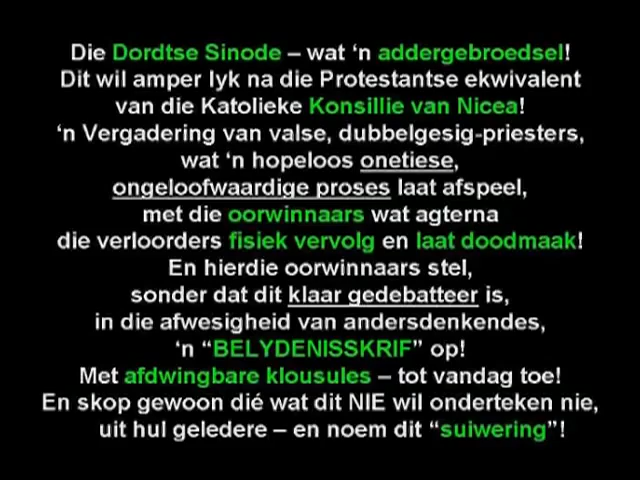 Die Dordtse Sinode – wat ‘n addergebroedsel!
Dit wil amper lyk na die Protestantse ekwivalent
van die Katolieke Konsillie van Nicea!
‘n Vergadering van valse, dubbelgesig-priesters,
wat ‘n hopeloos onetiese,
ongeloofwaardige proses laat afspeel,
met die oorwinnaars wat agterna
die verloorders fisiek vervolg en laat doodmaak!
En hierdie oorwinnaars stel,
sonder dat dit klaar gedebatteer is,
in die afwesigheid van andersdenkendes,
‘n “BELYDENISSKRIF” op!
Met afdwingbare klousules – tot vandag toe!
En skop gewoon dié wat dit NIE wil onderteken nie,
uit hul geledere – en noem dit “suiwering”!